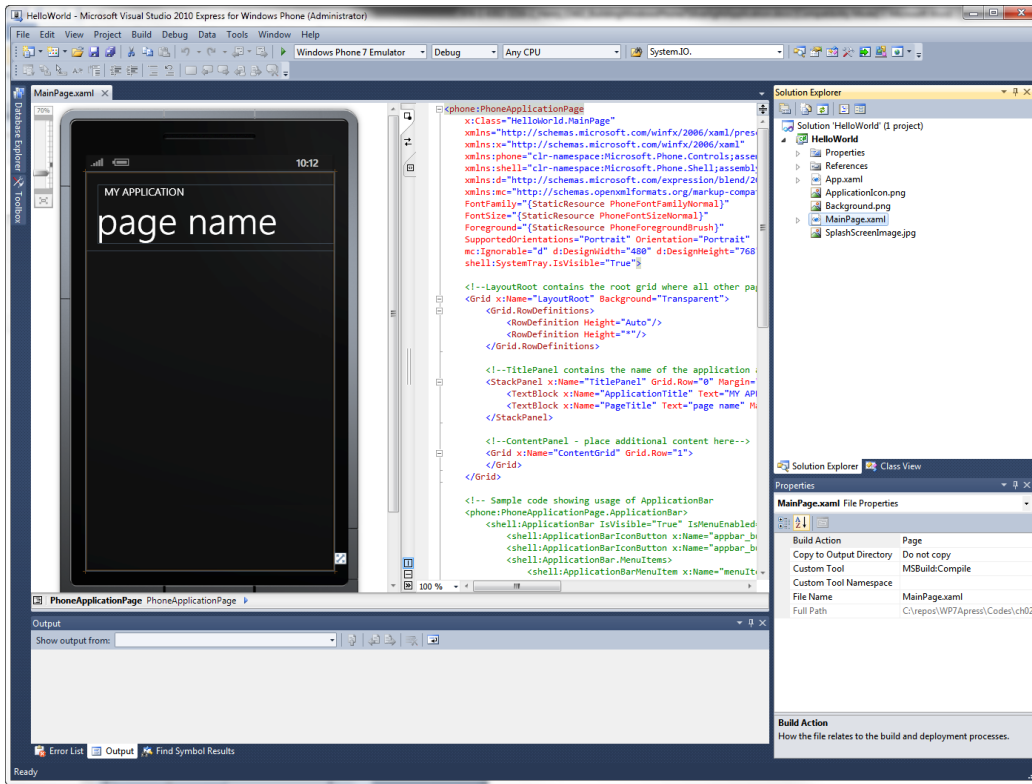 HelloWorld - Microsoft Visual Studio 2010 Express for Windows Phone (Administrator)
File Edit View Project Build Debug Data Tools Window Help
Windows Phone 7 Emulator Debug Any CPU System.IO.
MainPage.xaml
Database Explorer
Toolbox
70%
10:12
MY APPLICATION
page name
<phone:PhoneApplicationPage
x:Class="HelloWorld.MainPage"
xmlns="http://schemas.microsoft.com/winfx/2006/xaml/pres
xmlns:x="http://schemas.microsoft.com/winfx/2006/xaml"
xmlns:phone="clr-namespace:Microsoft.Phone.Controls;assem
xmlns:shell="clr-namespace:Microsoft.Phone.Shell;assembly
xmlns:d="http://schemas.microsoft.com/expression/blend/20
xmlns:mc="http://schemas.openxmlformats.org/markup-compat
FontFamily="{StaticResource PhoneFontFamilyNormal}"
FontSize="{StaticResource PhoneFontSizeNormal}"
Foreground="{StaticResource PhoneForegroundBrush}"
SupportedOrientations="Portrait" Orientation="Portrait"
mc:Ignorable="d" d:DesignWidth="480" d:DesignHeight="768"
shell:SystemTray.IsVisible="True">
<!--LayoutRoot contains the root grid where all other pag
<Grid x:Name="LayoutRoot" Background="Transparent">
<Grid.RowDefinitions>
<RowDefinition Height="Auto"/>
<RowDefinition Height="*"/>
</Grid.RowDefinitions>
<!--TitlePanel contains the name of the application a
<StackPanel x:Name="TitlePanel" Grid.Row="0" Margin="
<TextBlock x:Name="ApplicationTitle" Text="MY APP
<TextBlock x:Name="PageTitle" Text="page name" Ma
</StackPanel>
<!--ContentPanel - place additional content here-->
<Grid x:Name="ContentGrid" Grid.Row="1">
</Grid>
</Grid>
<!-- Sample code showing usage of ApplicationBar
<phone:PhoneApplicationPage.ApplicationBar>
<shell:ApplicationBar IsVisible="True" IsMenuEnabled=
<shell:ApplicationBarIconButton x:Name="appbar_bu
<shell:ApplicationBarIconButton x:Name="appbar_bu
<shell:ApplicationBar.MenuItems>
<shell:ApplicationBarMenuItem x:Name="menuIte
100 %
PhoneApplicationPage PhoneApplicationPage
Output
Show output from:
Error List Output Find Symbol Results
Ready
Solution Explorer
Solution 'HelloWorld' (1 project)
HelloWorld
Properties
References
App.xaml
ApplicationIcon.png
Background.png
MainPage.xaml
SplashScreenImage.jpg
Solution Explorer Class View
Properties
MainPage.xaml File Properties
Build Action Page
Copy to Output Directory Do not copy
Custom Tool MSBuild:Compile
Custom Tool Namespace
File Name MainPage.xaml
Full Path C:\repos\WP7Apress\Codes\ch02
Build Action
How the file relates to the build and deployment processes.